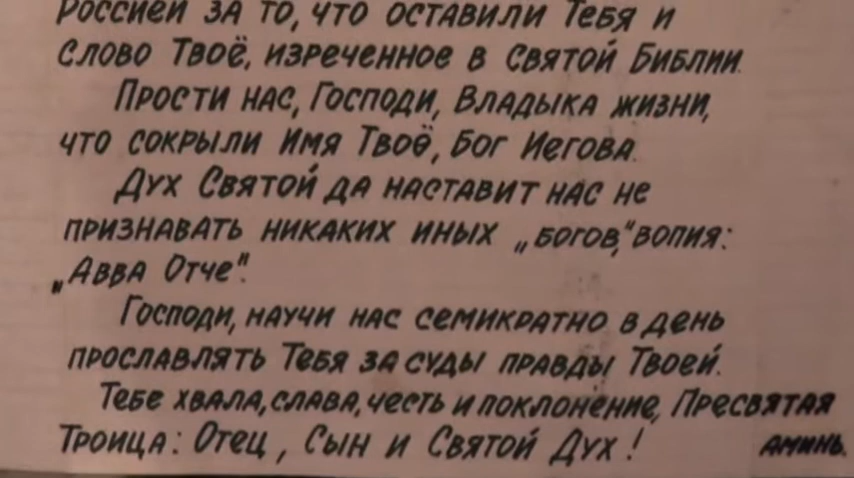 Россией за то, что оставили Тебя и
Слово Твоё, изреченное в Святой Библии.
Прости нас, Господи, Владыка жизни,
что сокрыли Имя Твоё, Бог Иегова.
Дух Святой да наставит нас не
признавать никаких иных „богов,“ вопия:
„Авва Отче“.
Господи, научи нас семикратно в день
прославлять Тебя за суды правды Твоей.
Тебе хвала, слава, честь и поклонение, Пресвятая
Троица: Отец, Сын и Святой Дух! Аминь.